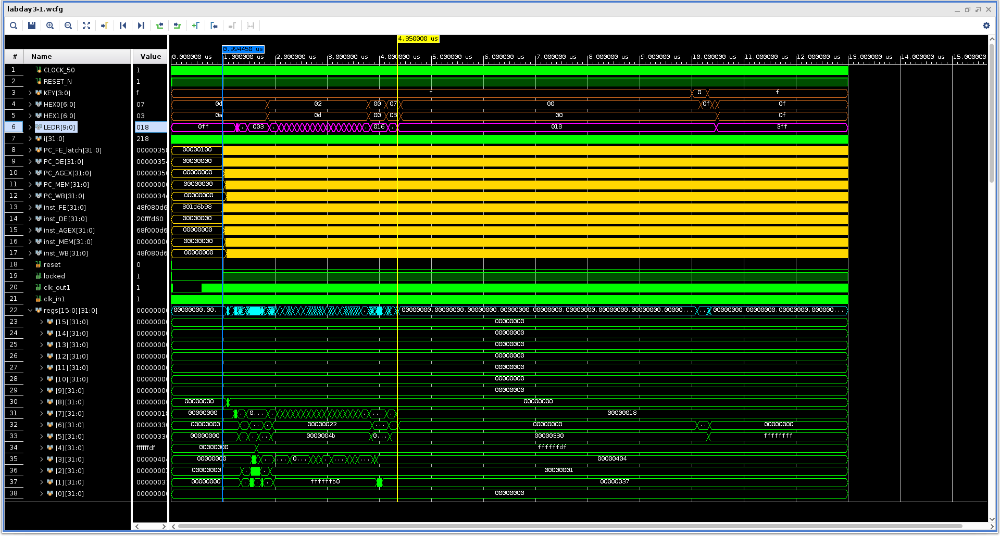 labday3-1.wcfg
4.350000 us
0.994450 us
# Name Value 0.000000 us 1.000000 us 2.000000 us 3.000000 us 4.000000 us 5.000000 us 6.000000 us 7.000000 us 8.000000 us 9.000000 us 10.000000 us 11.000000 us 12.000000 us 13.000000 us 14.000000 us 15.000000
1 CLOCK_50 1
2 RESET_N 1
3 KEY[3:0] f f 0 f
4 HEX0[6:0] 07 0d 02 00 07 00 0f 0f
5 HEX1[6:0] 03 0a 0d 00 03 00 0f
6 LEDR[9:0] 018 0ff . 003 . . 016 . 018 3ff
7 i[31:0] 218
8 PC_FE_latch[31:0] 00000358 00000100
9 PC_DE[31:0] 00000354 00000000
10 PC_AGEX[31:0] 00000350 00000000
11 PC_MEM[31:0] 00000000 00000000
12 PC_WB[31:0] 0000034c 00000000
13 inst_FE[31:0] 48f080d6 801d6b98
14 inst_DE[31:0] 20fffd60 00000000
15 inst_AGEX[31:0] 68f000d6 00000000
16 inst_MEM[31:0] 00000000 00000000
17 inst_WB[31:0] 48f080d6 00000000
18 reset 0
19 locked 1
20 clk_out1 1
21 clk_in1 1
22 regs[15:0][31:0] 00000000 00000000,00.. 00000000,00000000,00000000,00000000,00000000,00000000,00000000,00000000,00000... .. 00000000,00000000,00000000,000000...
23 [15][31:0] 00000000 00000000
24 [14][31:0] 00000000 00000000
25 [13][31:0] 00000000 00000000
26 [12][31:0] 00000000 00000000
27 [11][31:0] 00000000 00000000
28 [10][31:0] 00000000 00000000
29 [9][31:0] 00000000 00000000
30 [8][31:0] 00000000 00000000 00000000
31 [7][31:0] 00000018 00000000 . 0... . ... . 00000018
32 [6][31:0] 00000330 00000000 . .. . 00000022 ... . 00000000 .. 00000000
33 [5][31:0] 00000330 00000000 . . . 0000004b 0... 00000330 ffffffff
34 [4][31:0] ffffffdf 00000000 ffffffdf
35 [3][31:0] 00000404 00000000 .. ... 0... ... ... 00000404
36 [2][31:0] 00000001 00000000 . . 00000001
37 [1][31:0] 00000037 00000000 . . . ffffffb0 00000037
38 [0][31:0] 00000000 00000000